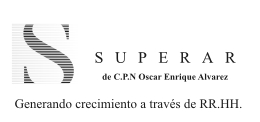 S U P E R A R
de C.P.N Oscar Enrique Alvarez
Generando crecimiento a través de RR.HH.